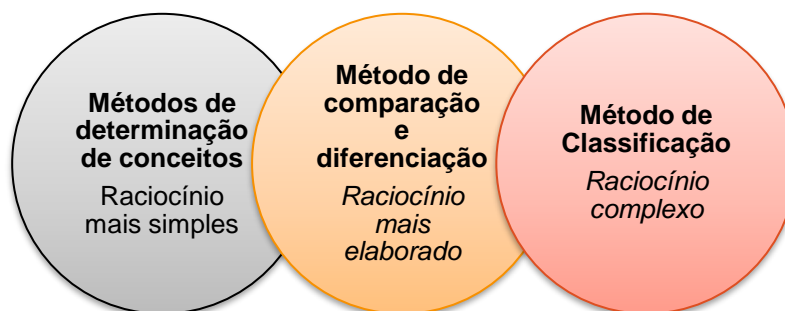 Métodos de
determinação
de conceitos
Raciocínio
mais simples
Método de
comparação
e
diferenciação
Raciocínio
mais
elaborado
Método de
Classificação
Raciocínio
complexo